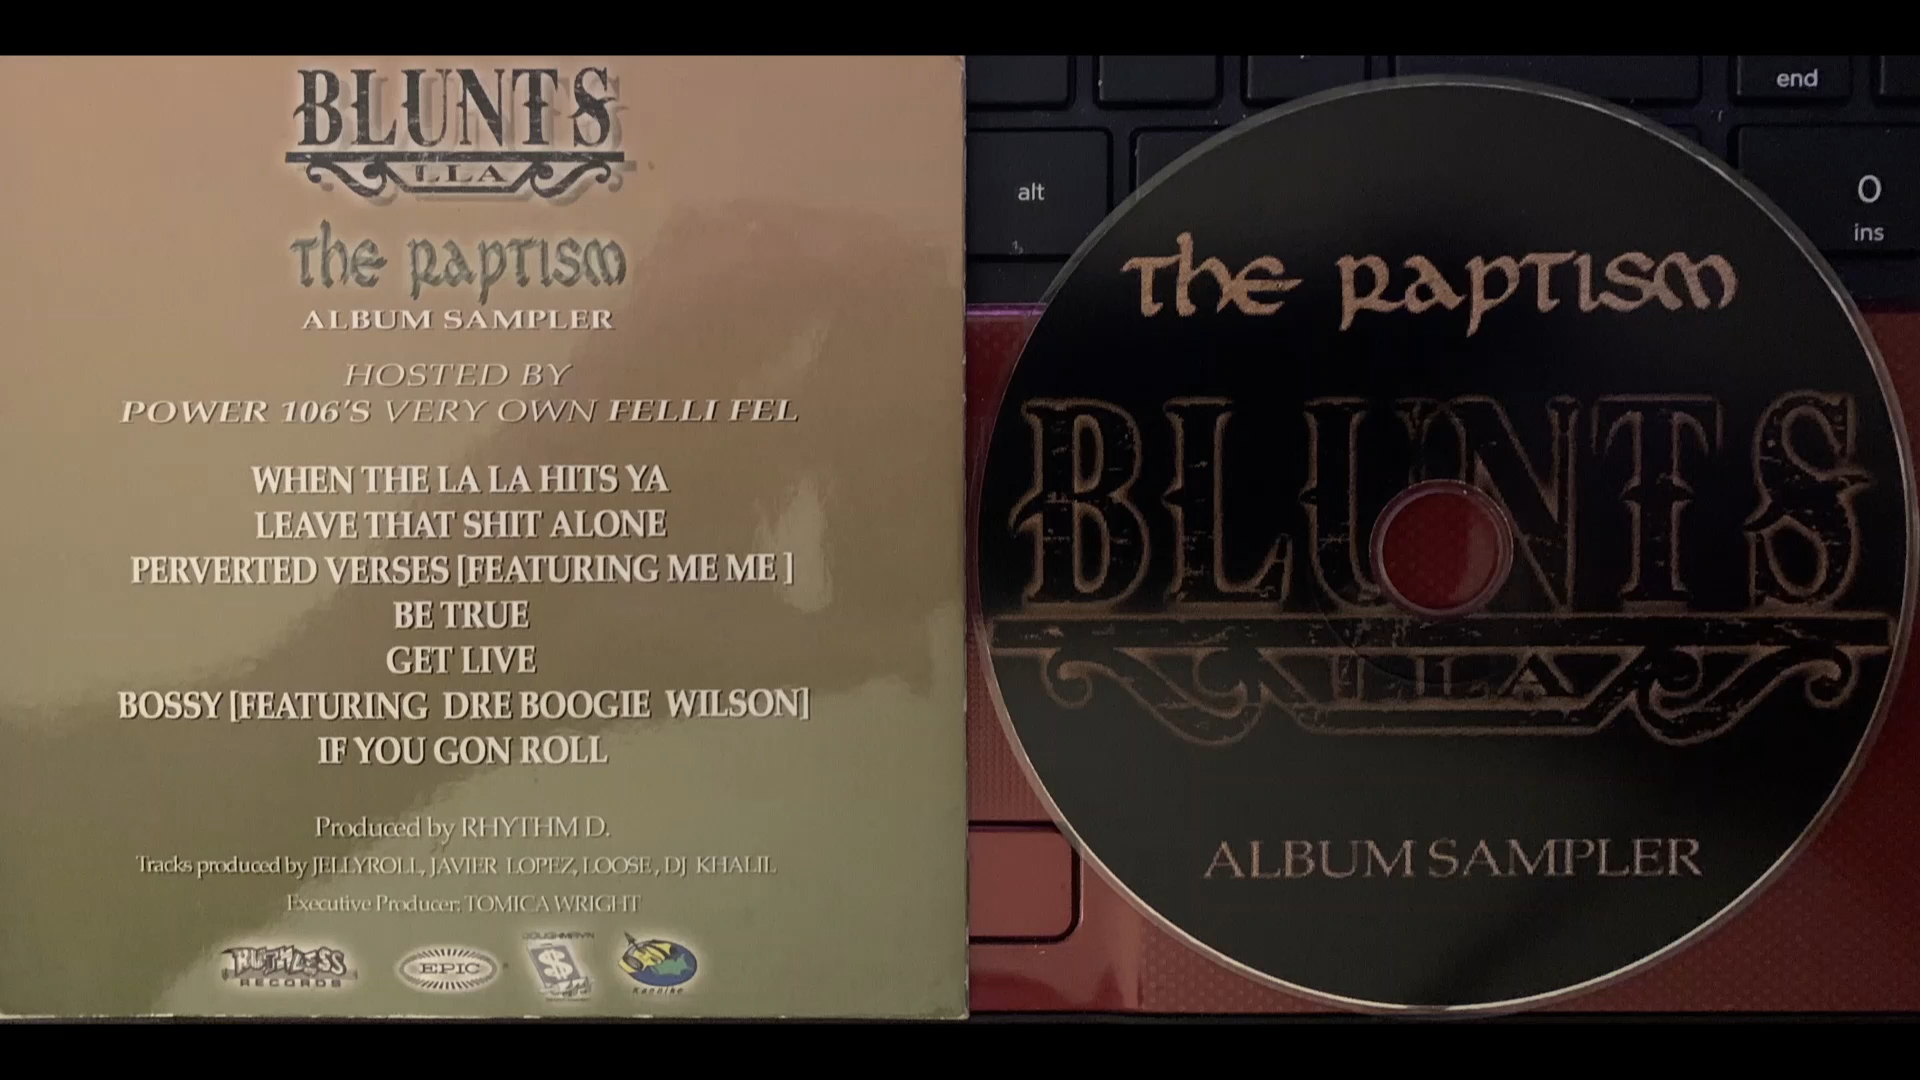 BLUNTS
LLA
The Raptism
ALBUM SAMPLER
HOSTED BY
POWER 106'S VERY OWN FELLI FEL
WHEN THE LA LA HITS YA
LEAVE THAT SHIT ALONE
PERVERTED VERSES [FEATURING ME ME ]
BE TRUE
GET LIVE
BOSSY [FEATURING DRE BOOGIE WILSON]
IF YOU GON ROLL
Produced by RHYTHM D.
Tracks produced by JELLYROLL, JAVIER LOPEZ, LOOSE, DJ KHALIL
Executive Producer: TOMICA WRIGHT
RUTHLESS
RECORDS
EPIC
$
end
alt
0
ins
The Raptism
BLUNTS
LLA
ALBUM SAMPLER